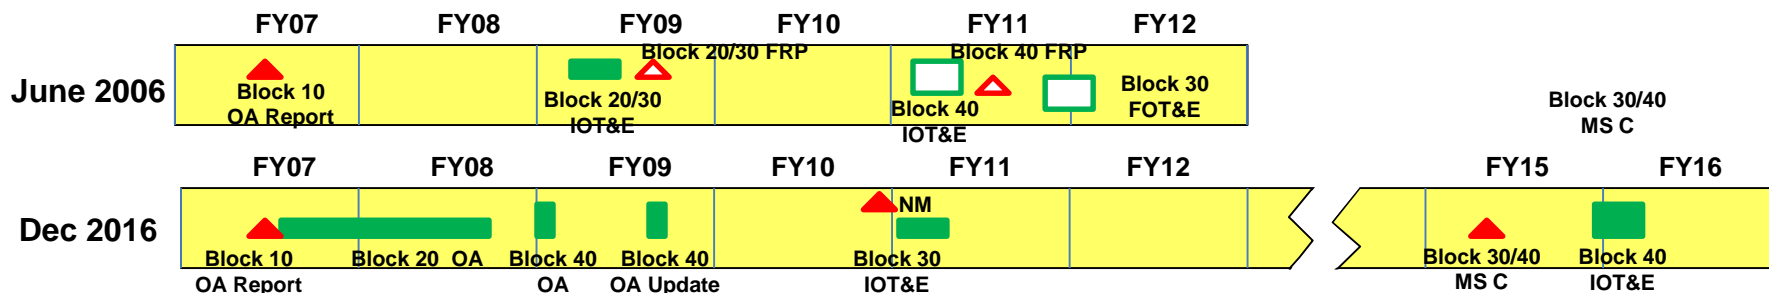 FY07 FY08 FY09 FY10 FY11 FY12
Block 20/30 FRP Block 40 FRP
June 2006
Block 10
OA Report
Block 20/30
IOT&E
Block 40
IOT&E
Block 30
FOT&E
Block 30/40
MS C
FY07 FY08 FY09 FY10 FY11 FY12 FY15 FY16
NM
Dec 2016
Block 10
OA Report
Block 20 OA
Block 40
OA
Block 40
OA Update
Block 30
IOT&E
Block 30/40
MS C
Block 40
IOT&E